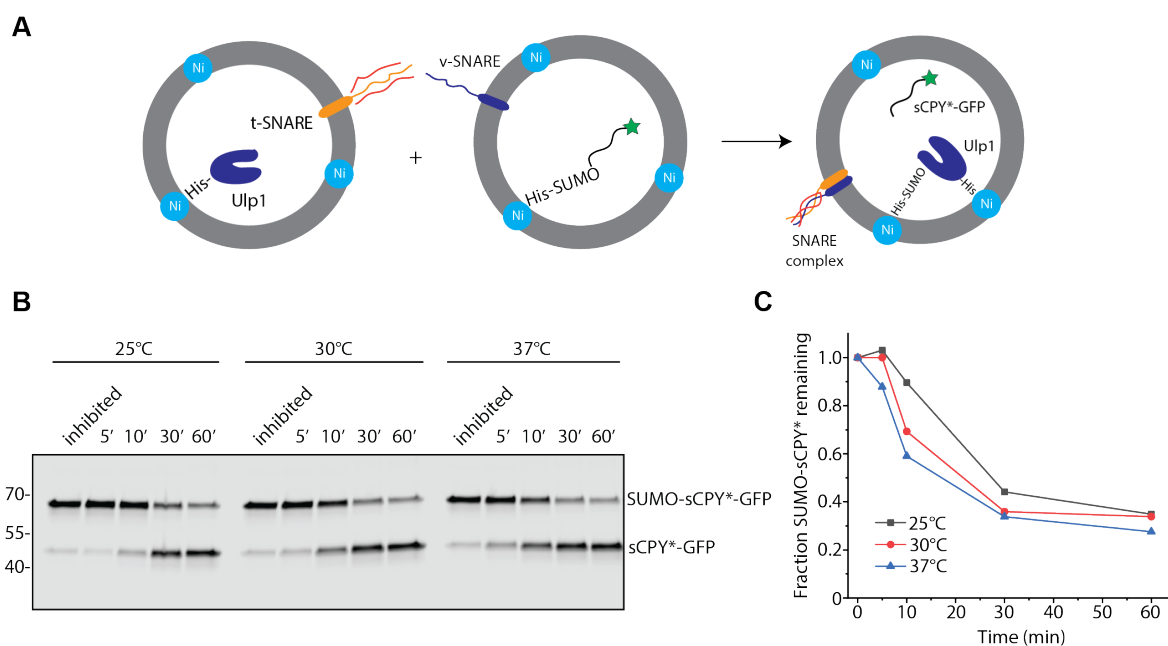 A
Ni
t-SNARE
His-
Ulp1
Ni
Ni
+
v-SNARE
Ni
His-SUMO
Ni
Ni
Ni
sCPY*-GFP
Ulp1
His-SUMO
-His
Ni
Ni
SNARE
complex
B
25°C 30°C 37°C
inhibited 5′ 10′ 30′ 60′ inhibited 5′ 10′ 30′ 60′ inhibited 5′ 10′ 30′ 60′
70-
SUMO-sCPY*-GFP
55-
sCPY*-GFP
40-
C
Fraction SUMO-sCPY* remaining
1.0
0.8
0.6
0.4
0.2
0
25°C
30°C
37°C
0 10 20 30 40 50 60
Time (min)